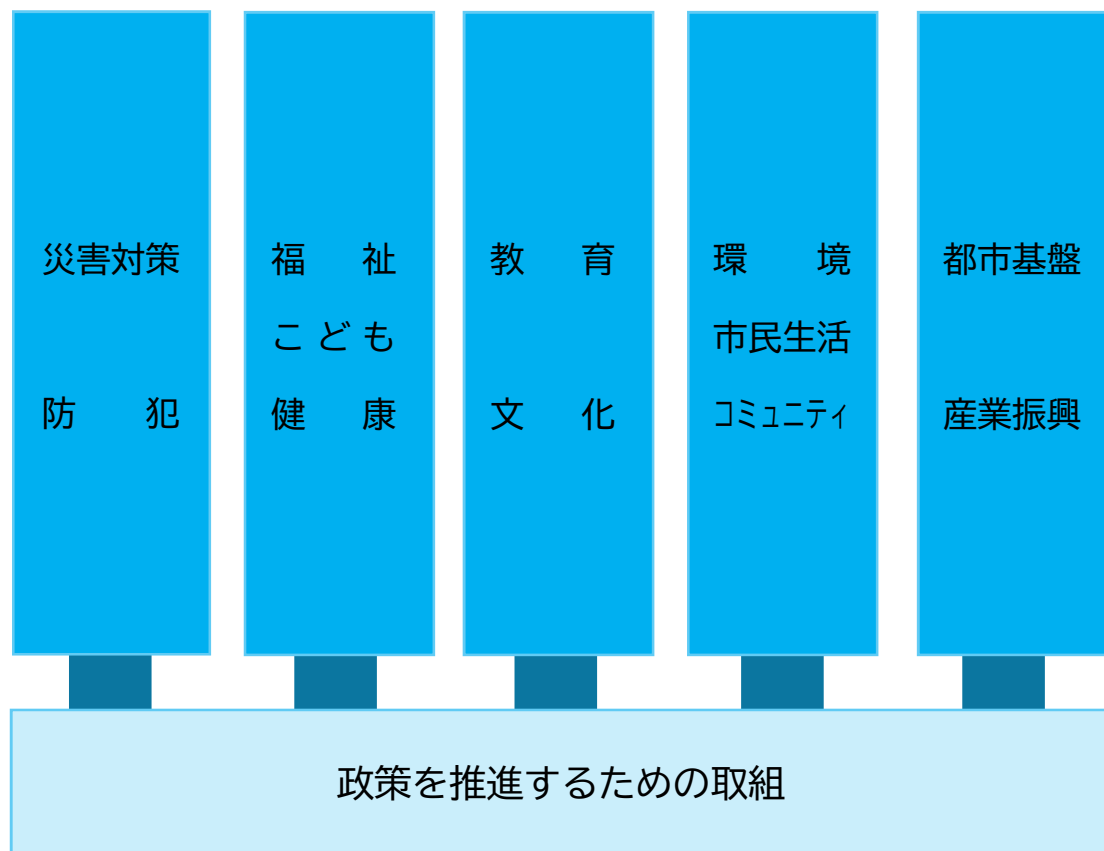 災害対策
防　犯
福　祉
こども
健　康
教　育
文　化
環　境
市民生活
コミュニティ
都市基盤
産業振興
政策を推進するための取組